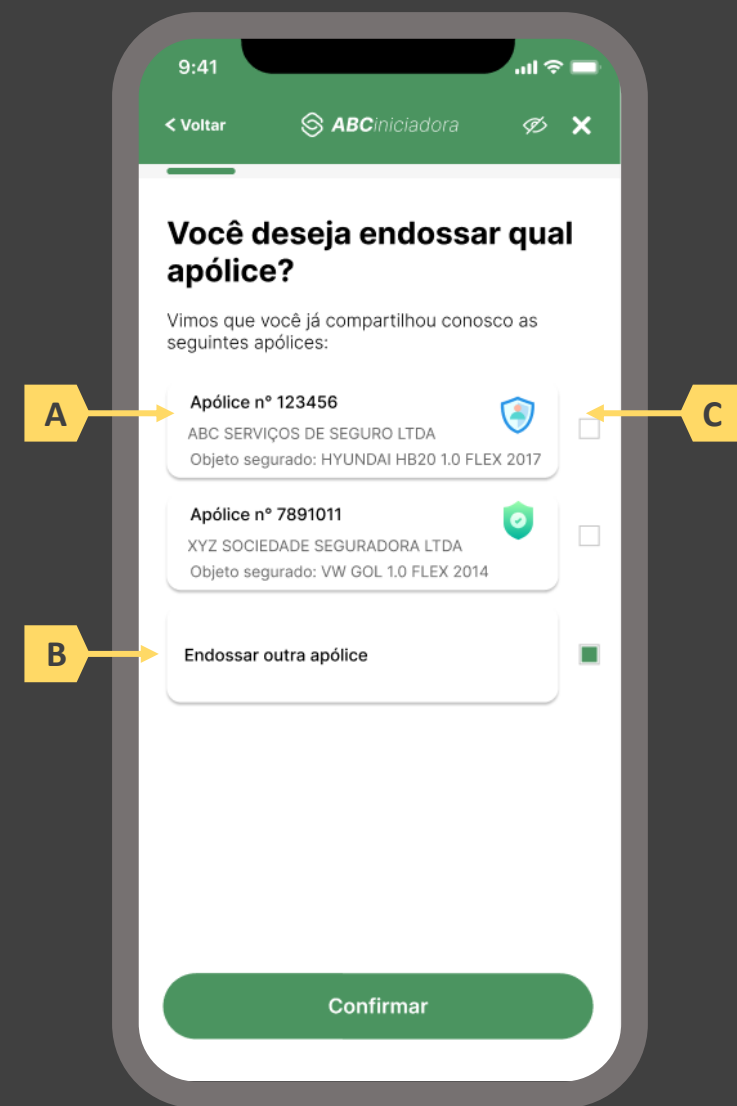 9:41
< Voltar
ABCiniciadora
Você deseja endossar qual
apólice?
Vimos que você já compartilhou conosco as
seguintes apólices:
A
Apólice n° 123456
C
ABC SERVIÇOS DE SEGURO LTDA
Objeto segurado: HYUNDAI HB20 1.0 FLEX 2017
Apólice n° 7891011
XYZ SOCIEDADE SEGURADORA LTDA
Objeto segurado: VW GOL 1.0 FLEX 2014
B
Endossar outra apólice
Confirmar